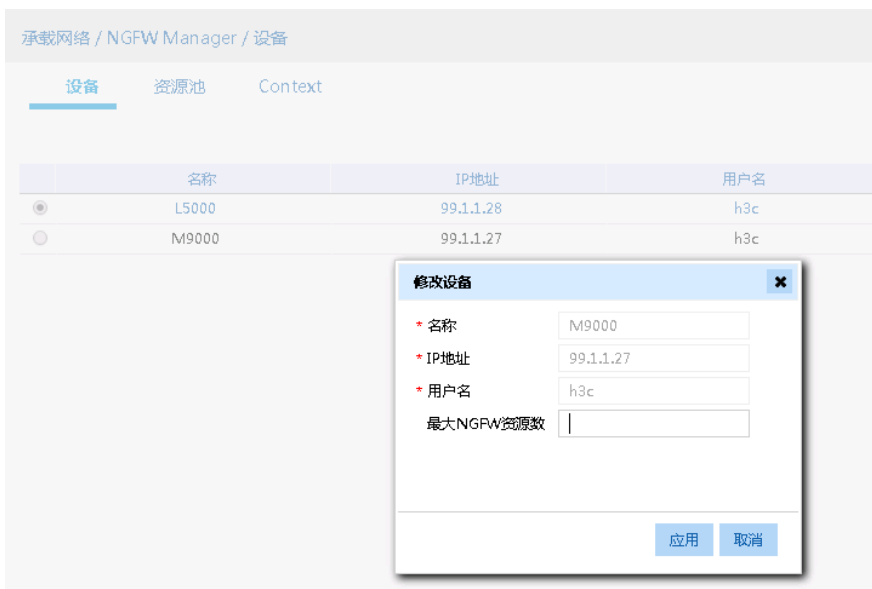 承载网络 / NGFW Manager / 设备
设备 资源池 Context
名称 IP地址 用户名
L5000 99.1.1.28 h3c
M9000 99.1.1.27 h3c
修改设备
* 名称 M9000
* IP地址 99.1.1.27
* 用户名 h3c
最大NGFW资源数
应用 取消